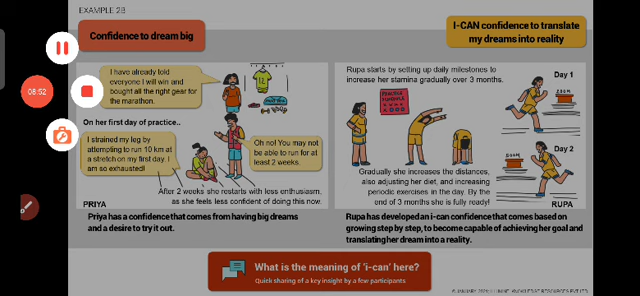 EXAMPLE 2B
Confidence to dream big
I-CAN confidence to translate
my dreams into reality
08:52
I have already told
everyone I will win and
bought all the right gear for
the marathon.
On her first day of practice..
I strained my leg by
attempting to run 10 km at
a stretch on my first day. I
am so exhausted!
Oh no! You may not
be able to run for at
least 2 weeks.
After 2 weeks she restarts with less enthusiasm,
as she feels less confident of doing this now.
PRIYA
Priya has a confidence that comes from having big dreams
and a desire to try it out.
Rupa starts by setting up daily milestones to
increase her stamina gradually over 3 months.
PRACTICE
SCHEDULE
Day 1
ZOOM
Day 2
ZOOM
Gradually she increases the distances,
also adjusting her diet, and increasing
periodic exercises in the day. By the
end of 3 months she is fully ready!
RUPA
Rupa has developed an i-can confidence that comes based on
growing step by step, to become capable of achieving her goal and
translating her dream into a reality.
What is the meaning of 'i-can' here?
Quick sharing of a key insight by a few participants